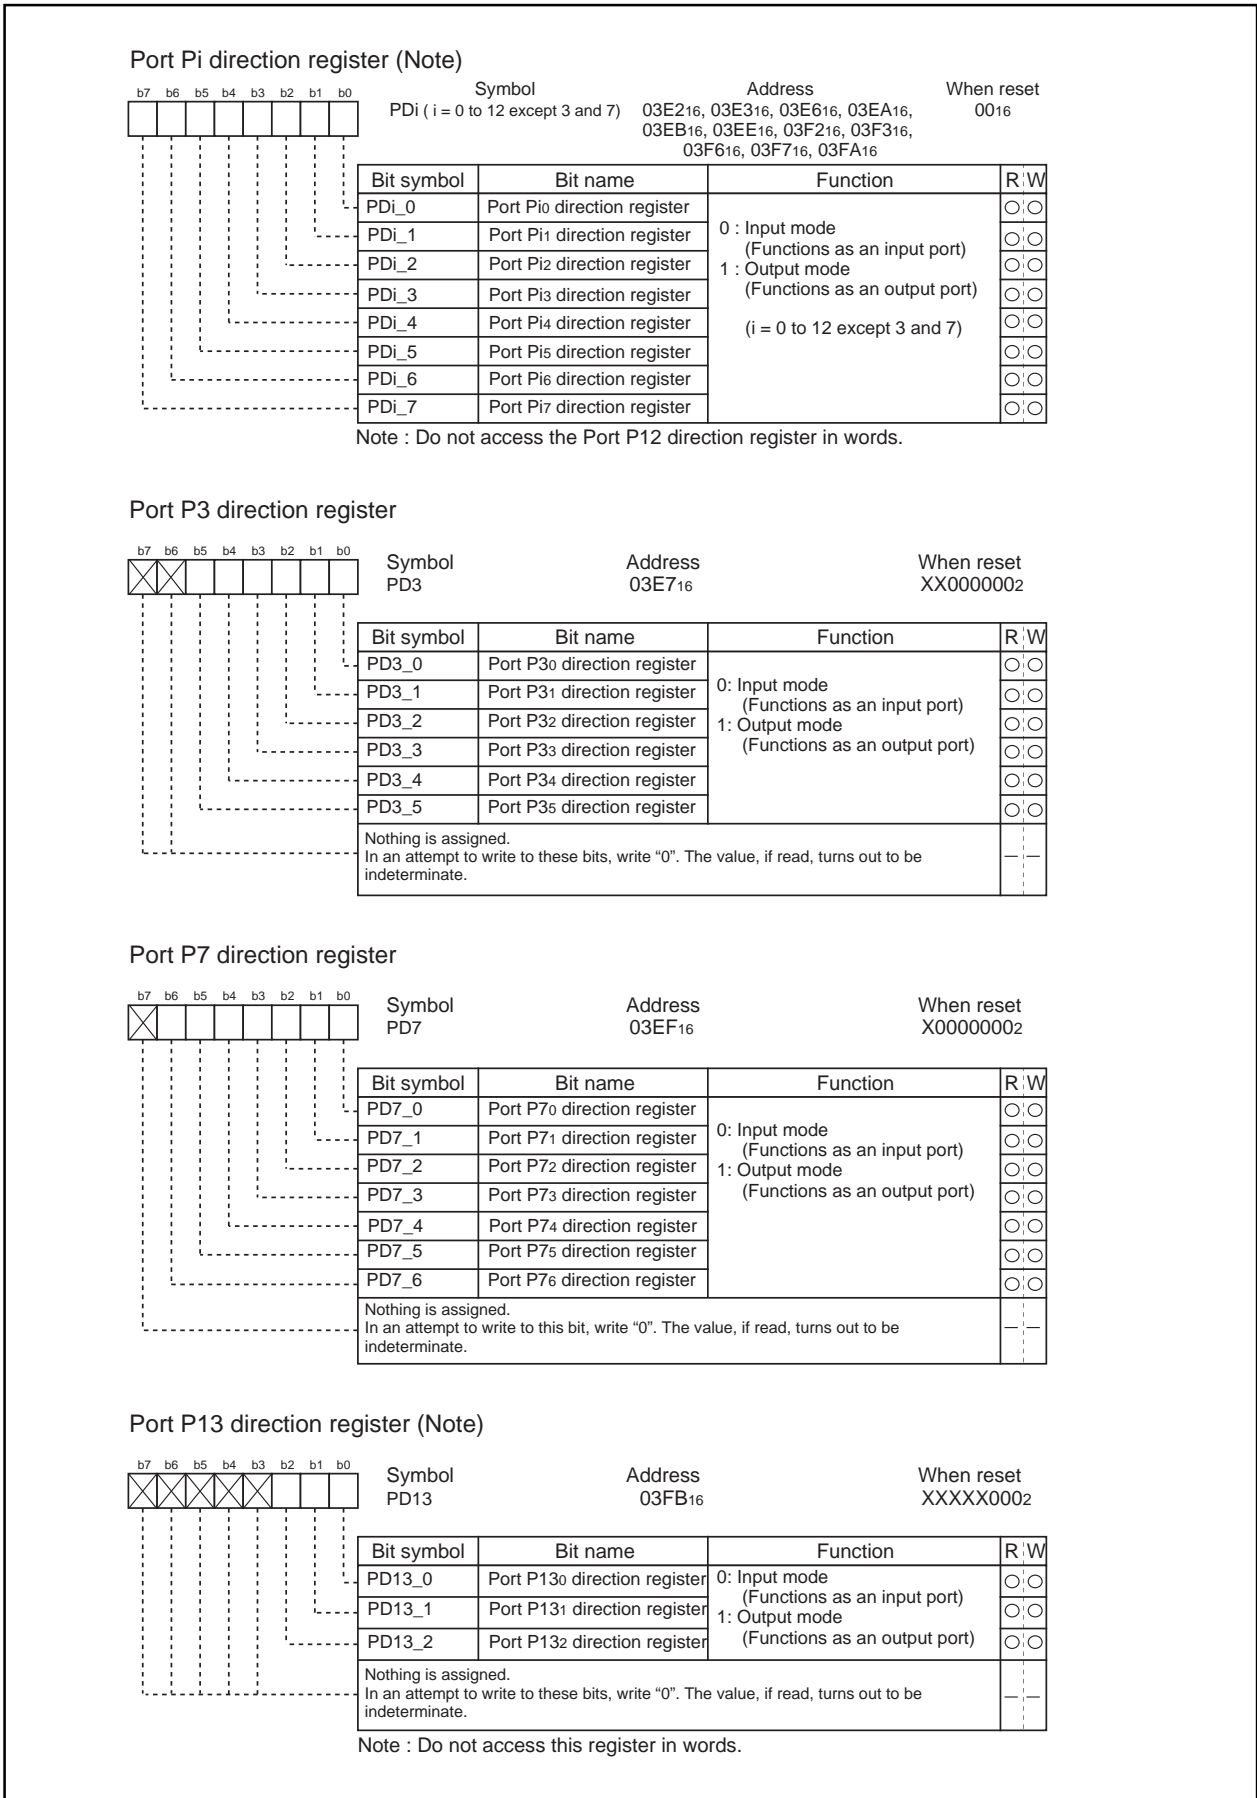 Port Pi direction register (Note)
b7 b6 b5 b4 b3 b2 b1 b0
Symbol Address When reset
PDi ( i = 0 to 12 except 3 and 7) 03E216, 03E316, 03E616, 03EA16, 0016
03EB16, 03EE16, 03F216, 03F316,
03F616, 03F716, 03FA16
Bit symbol Bit name Function R W
PDi_0 Port Pi0 direction register
PDi_1 Port Pi1 direction register
PDi_2 Port Pi2 direction register
PDi_3 Port Pi3 direction register
PDi_4 Port Pi4 direction register
PDi_5 Port Pi5 direction register
PDi_6 Port Pi6 direction register
PDi_7 Port Pi7 direction register
0 : Input mode
(Functions as an input port)
1 : Output mode
(Functions as an output port)
(i = 0 to 12 except 3 and 7)
Note : Do not access the Port P12 direction register in words.
Port P3 direction register
b7 b6 b5 b4 b3 b2 b1 b0
Symbol Address When reset
PD3 03E716 XX0000002
Bit symbol Bit name Function R W
PD3_0 Port P30 direction register
PD3_1 Port P31 direction register
PD3_2 Port P32 direction register
PD3_3 Port P33 direction register
PD3_4 Port P34 direction register
PD3_5 Port P35 direction register
0: Input mode
(Functions as an input port)
1: Output mode
(Functions as an output port)
Nothing is assigned.
In an attempt to write to these bits, write “0”. The value, if read, turns out to be
indeterminate.
Port P7 direction register
b7 b6 b5 b4 b3 b2 b1 b0
Symbol Address When reset
PD7 03EF16 X00000002
Bit symbol Bit name Function R W
PD7_0 Port P70 direction register
PD7_1 Port P71 direction register
PD7_2 Port P72 direction register
PD7_3 Port P73 direction register
PD7_4 Port P74 direction register
PD7_5 Port P75 direction register
PD7_6 Port P76 direction register
0: Input mode
(Functions as an input port)
1: Output mode
(Functions as an output port)
Nothing is assigned.
In an attempt to write to this bit, write “0”. The value, if read, turns out to be
indeterminate.
Port P13 direction register (Note)
b7 b6 b5 b4 b3 b2 b1 b0
Symbol Address When reset
PD13 03FB16 XXXXX0002
Bit symbol Bit name Function R W
PD13_0 Port P130 direction register
PD13_1 Port P131 direction register
PD13_2 Port P132 direction register
0: Input mode
(Functions as an input port)
1: Output mode
(Functions as an output port)
Nothing is assigned.
In an attempt to write to these bits, write “0”. The value, if read, turns out to be
indeterminate.
Note : Do not access this register in words.